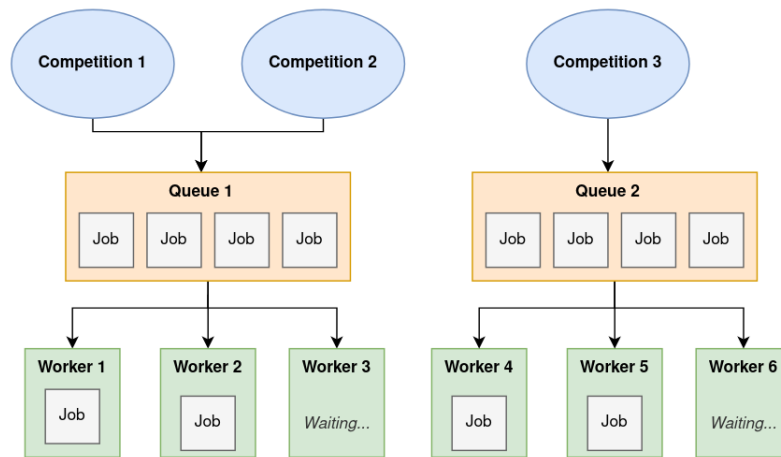 Competition 1
Competition 2
Competition 3
Queue 1
Queue 2
Job
Job
Job
Job
Job
Job
Job
Job
Worker 1
Worker 2
Worker 3
Worker 4
Worker 5
Worker 6
Job
Job
Waiting...
Job
Job
Waiting...